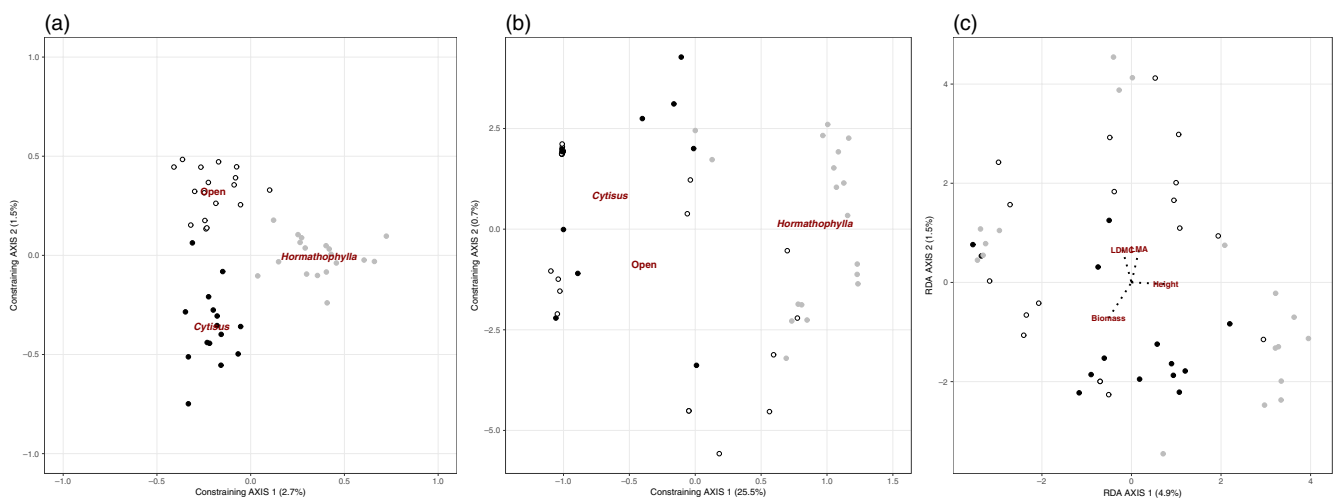 (a)
1.0
0.5
0.0
−0.5
−1.0
Constraining AXIS 2 (1.5%)
Open
Hormathophylla
Cytisus
−1.0 −0.5 0.0 0.5 1.0
Constraining AXIS 1 (2.7%)
(b)
2.5
0.0
−2.5
−5.0
Constraining AXIS 2 (0.7%)
Cytisus
Hormathophylla
Open
−1.0 −0.5 0.0 0.5 1.0 1.5
Constraining AXIS 1 (25.5%)
(c)
4
2
0
−2
RDA AXIS 2 (1.5%)
LDMC LMA
Height
Biomass
−2 0 2 4
RDA AXIS 1 (4.9%)